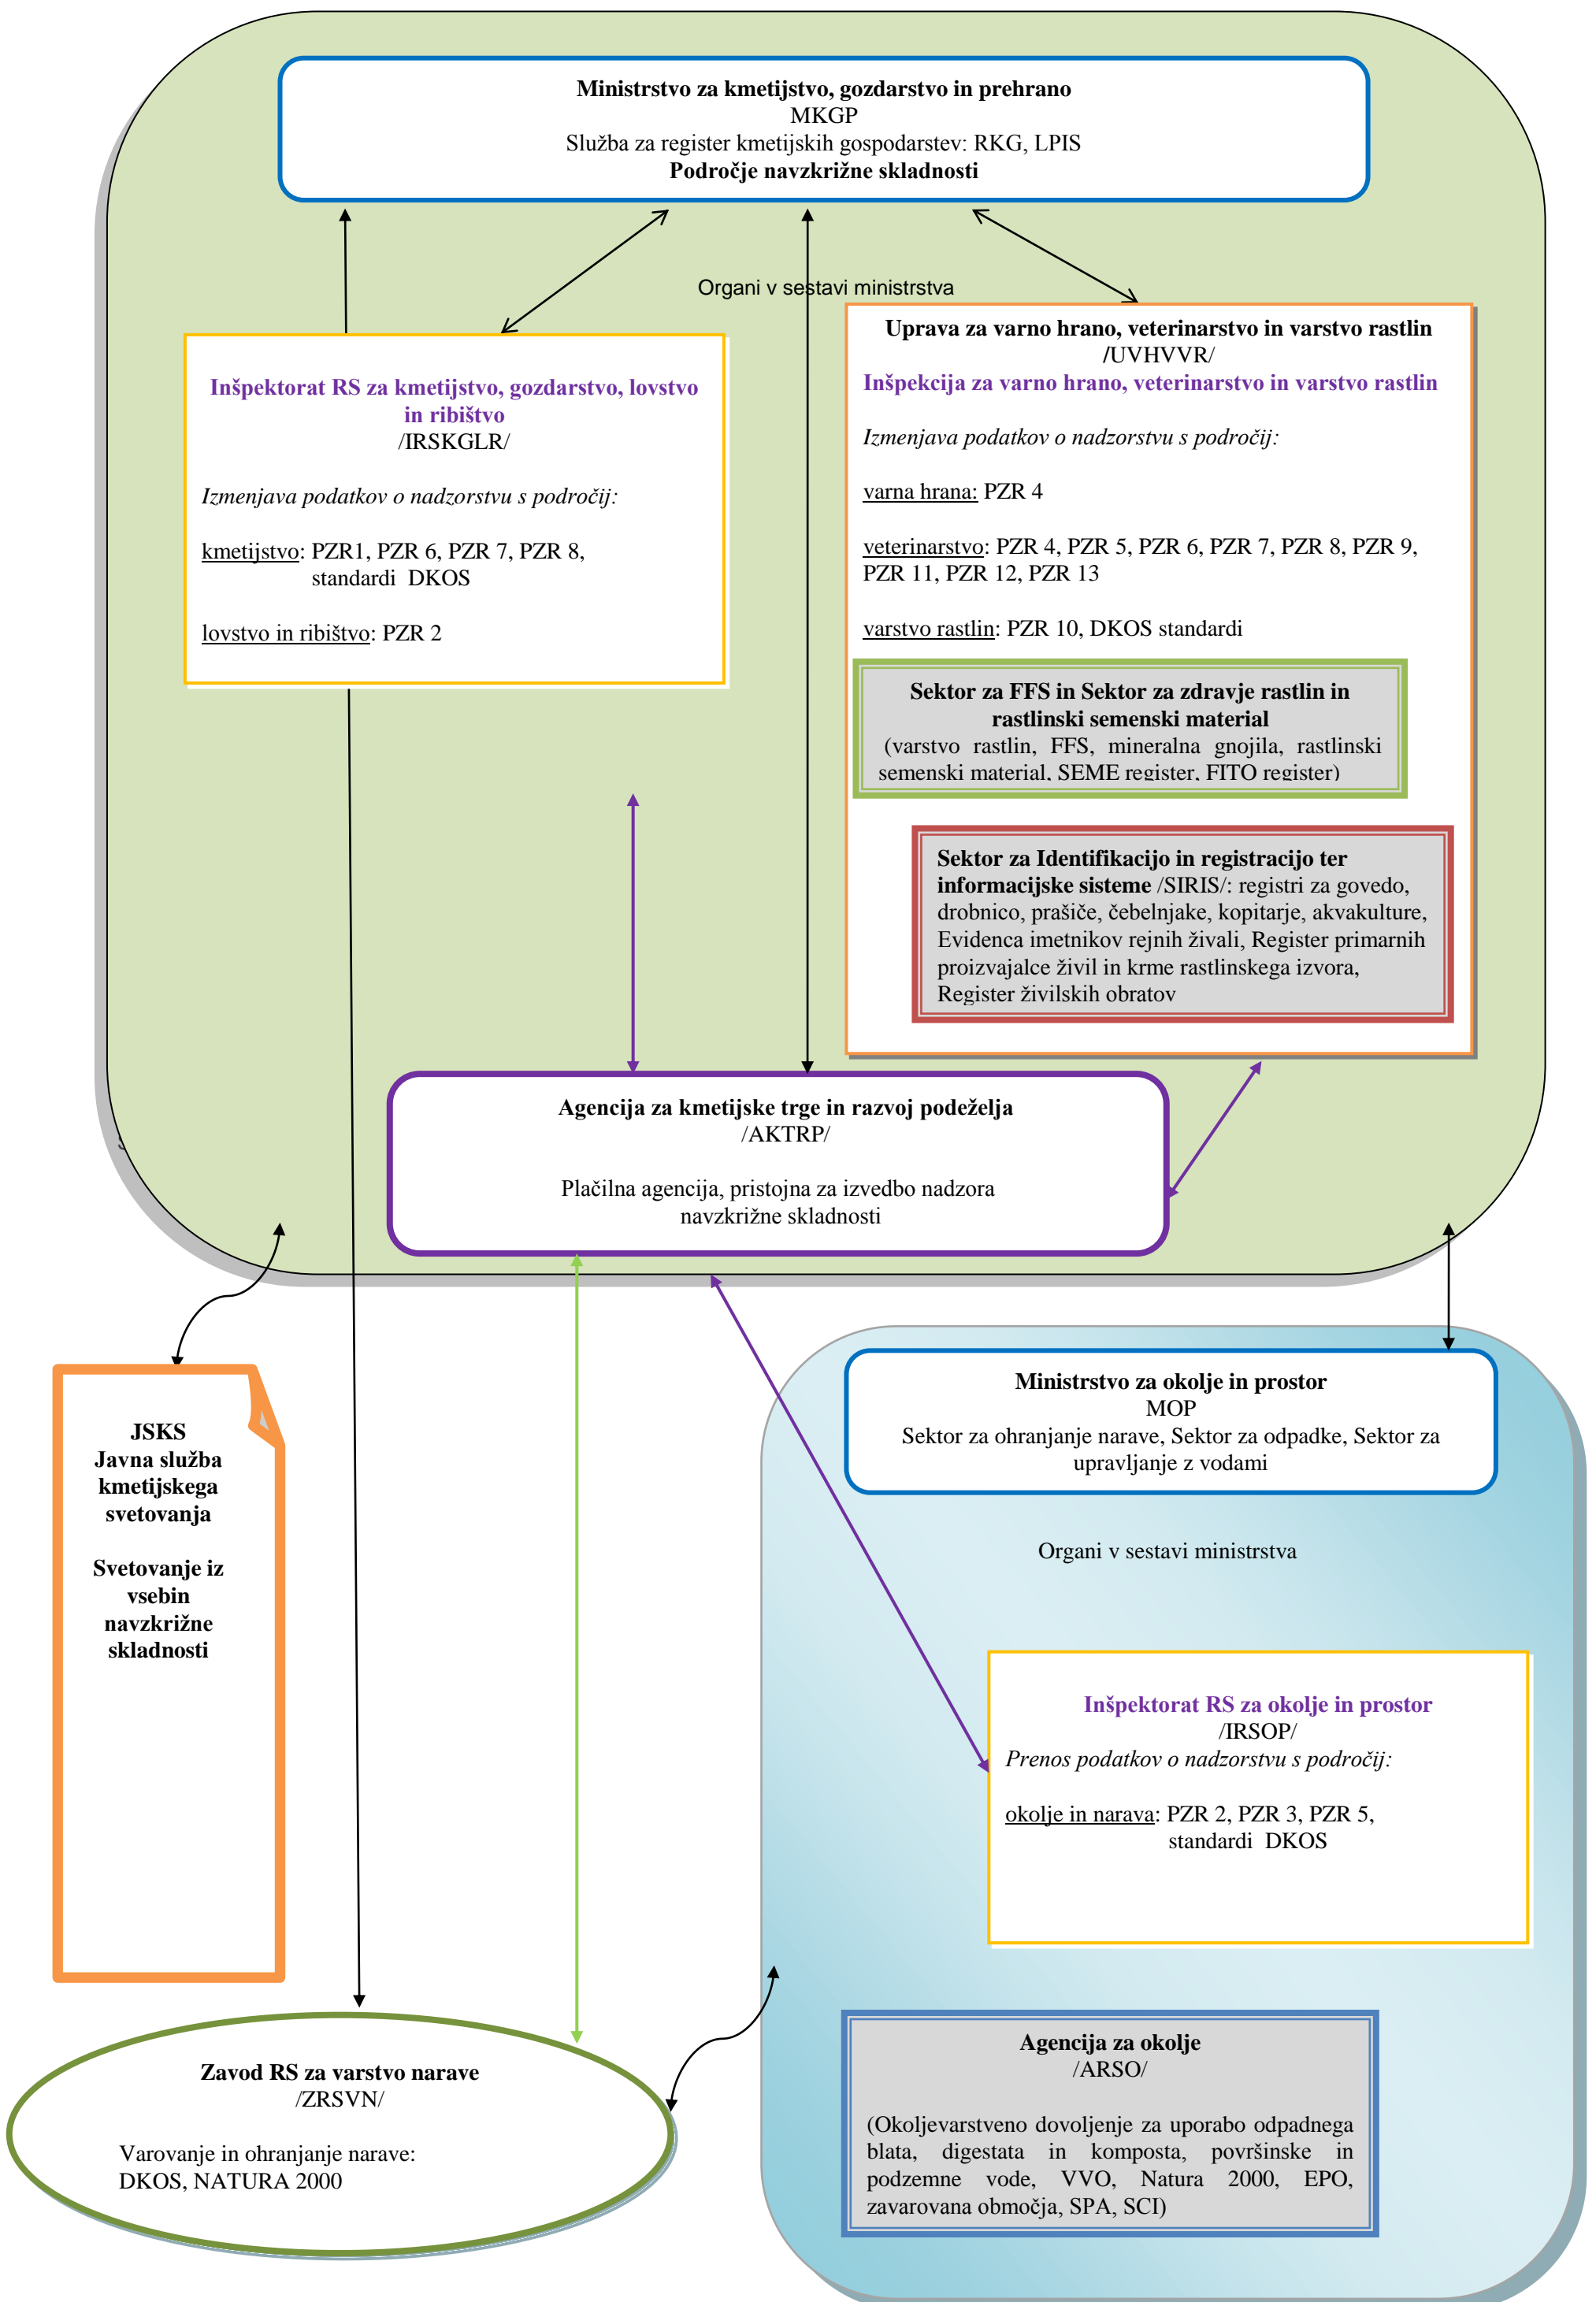 Ministrstvo za kmetijstvo, gozdarstvo in prehrano
MKGP
Služba za register kmetijskih gospodarstev: RKG, LPIS
Področje navzkrižne skladnosti
Organi v sestavi ministrstva
Inšpektorat RS za kmetijstvo, gozdarstvo, lovstvo
in ribištvo
/IRSKGLR/
Izmenjava podatkov o nadzorstvu s področij:
kmetijstvo: PZR1, PZR 6, PZR 7, PZR 8,
standardi DKOS
lovstvo in ribištvo: PZR 2
Uprava za varno hrano, veterinarstvo in varstvo rastlin
/UVHVVR/
Inšpekcija za varno hrano, veterinarstvo in varstvo rastlin
Izmenjava podatkov o nadzorstvu s področij:
varna hrana: PZR 4
veterinarstvo: PZR 4, PZR 5, PZR 6, PZR 7, PZR 8, PZR 9,
PZR 11, PZR 12, PZR 13
varstvo rastlin: PZR 10, DKOS standardi
Sektor za FFS in Sektor za zdravje rastlin in
rastlinski semenski material
(varstvo rastlin, FFS, mineralna gnojila, rastlinski
semenski material, SEME register, FITO register)
Sektor za Identifikacijo in registracijo ter
informacijske sisteme /SIRIS/: registri za govedo,
drobnico, prašiče, čebelnjake, kopitarje, akvakulture,
Evidenca imetnikov rejnih živali, Register primarnih
proizvajalce živil in krme rastlinskega izvora,
Register živilskih obratov
Agencija za kmetijske trge in razvoj podeželja
/AKTRP/
Plačilna agencija, pristojna za izvedbo nadzora
navzkrižne skladnosti
JSKS
Javna služba
kmetijskega
svetovanja
Svetovanje iz
vsebin
navzkrižne
skladnosti
Ministrstvo za okolje in prostor
MOP
Sektor za ohranjanje narave, Sektor za odpadke, Sektor za
upravljanje z vodami
Organi v sestavi ministrstva
Inšpektorat RS za okolje in prostor
/IRSOP/
Prenos podatkov o nadzorstvu s področij:
okolje in narava: PZR 2, PZR 3, PZR 5,
standardi DKOS
Zavod RS za varstvo narave
/ZRSVN/
Varovanje in ohranjanje narave:
DKOS, NATURA 2000
Agencija za okolje
/ARSO/
(Okoljevarstveno dovoljenje za uporabo odpadnega
blata, digestata in komposta, površinske in
podzemne vode, VVO, Natura 2000, EPO,
zavarovana območja, SPA, SCI)